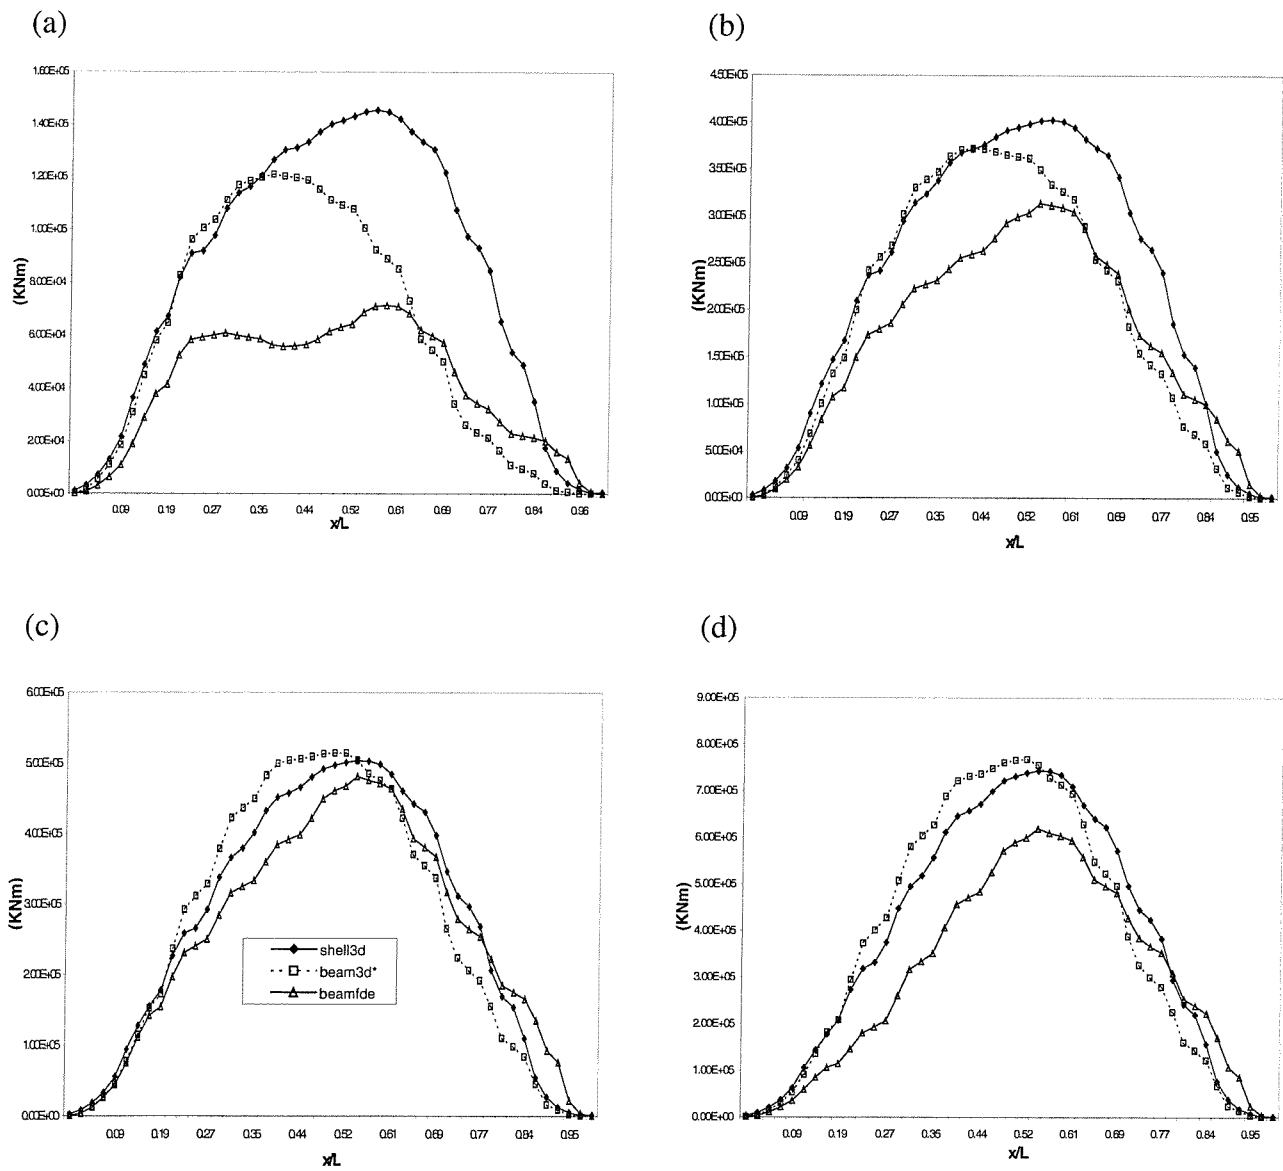 (a)
1.60E+05
1.40E+05
1.20E+05
1.00E+05
8.00E+04
6.00E+04
4.00E+04
2.00E+04
0.00E+00
(KNm)
0.09 0.19 0.27 0.36 0.44 0.52 0.61 0.69 0.77 0.84 0.95
x/L
(b)
4.50E+05
4.00E+05
3.50E+05
3.00E+05
2.50E+05
2.00E+05
1.50E+05
1.00E+05
5.00E+04
0.00E+00
(KNm)
0.09 0.19 0.27 0.35 0.44 0.52 0.61 0.69 0.77 0.84 0.95
x/L
(c)
6.00E+05
5.00E+05
4.00E+05
3.00E+05
2.00E+05
1.00E+05
0.00E+00
(KNm)
shell3d
beam3d*
beamfde
0.09 0.19 0.27 0.35 0.44 0.52 0.61 0.69 0.77 0.84 0.95
x/L
(d)
9.00E+05
8.00E+05
7.00E+05
6.00E+05
5.00E+05
4.00E+05
3.00E+05
2.00E+05
1.00E+05
0.00E+00
(KNm)
0.09 0.19 0.27 0.35 0.44 0.52 0.61 0.69 0.77 0.84 0.95
x/L